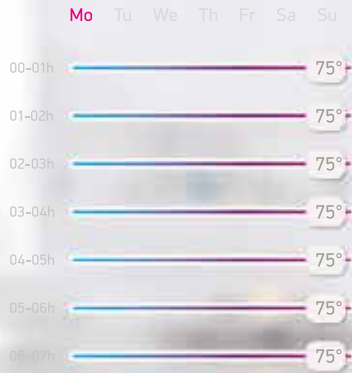 Mo Tu We Th Fr Sa Su
00-01h 75°
01-02h 75°
02-03h 75°
03-04h 75°
04-05h 75°
05-06h 75°
06-07h 75°